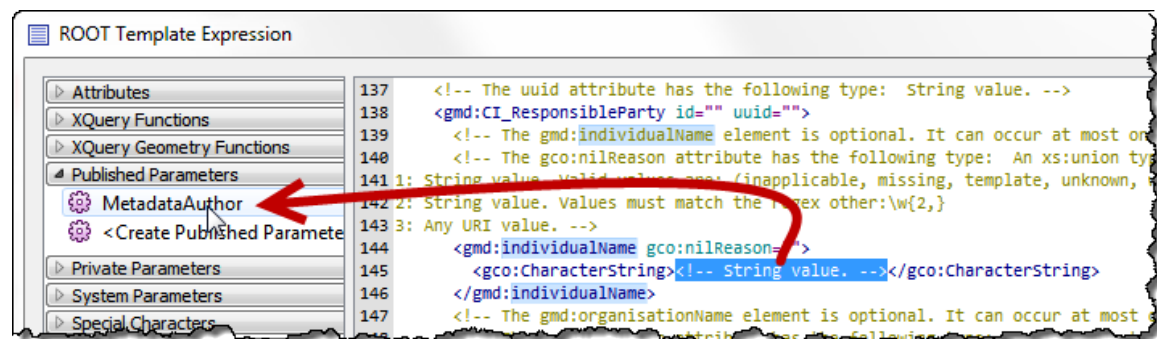 ROOT Template Expression
Attributes
XQuery Functions
XQuery Geometry Functions
Published Parameters
MetadataAuthor
<Create Published Paramete
Private Parameters
System Parameters
Special Characters
137 <!-- The uuid attribute has the following type: String value. -->
138 <gmd:CI_ResponsibleParty id="" uuid="">
139 <!-- The gmd:individualName element is optional. It can occur at most on
140 <!-- The gco:nilReason attribute has the following type: An xs:union typ
141 1: String value. Valid values are: (inapplicable, missing, template, unknown,
142 2: String value. Values must match the regex other:\w{2,}
143 3: Any URI value. -->
144 <gmd:individualName gco:nilReason="">
145 <gco:CharacterString><!-- String value. --></gco:CharacterString>
146 </gmd:individualName>
147 <!-- The gmd:organisationName element is optional. It can occur at most